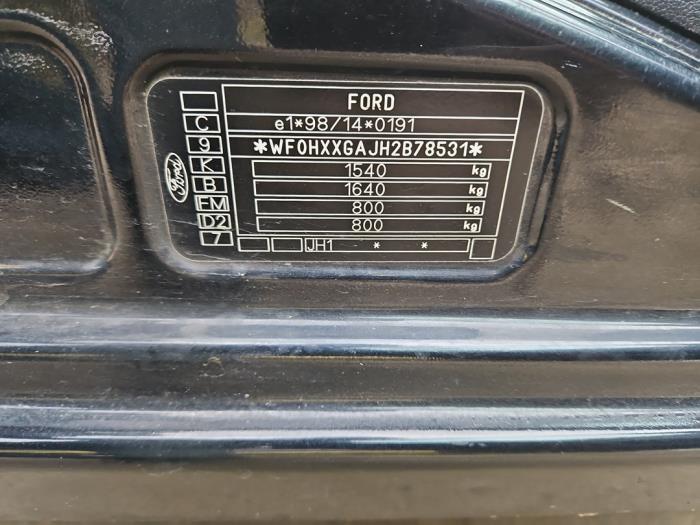 FORD
C
e1*98/14*0191
9
*WF0HXXGAJH2B78531*
K
1540 kg
B
1640 kg
FM
800 kg
D2
800 kg
7
JH1 * *
Ford